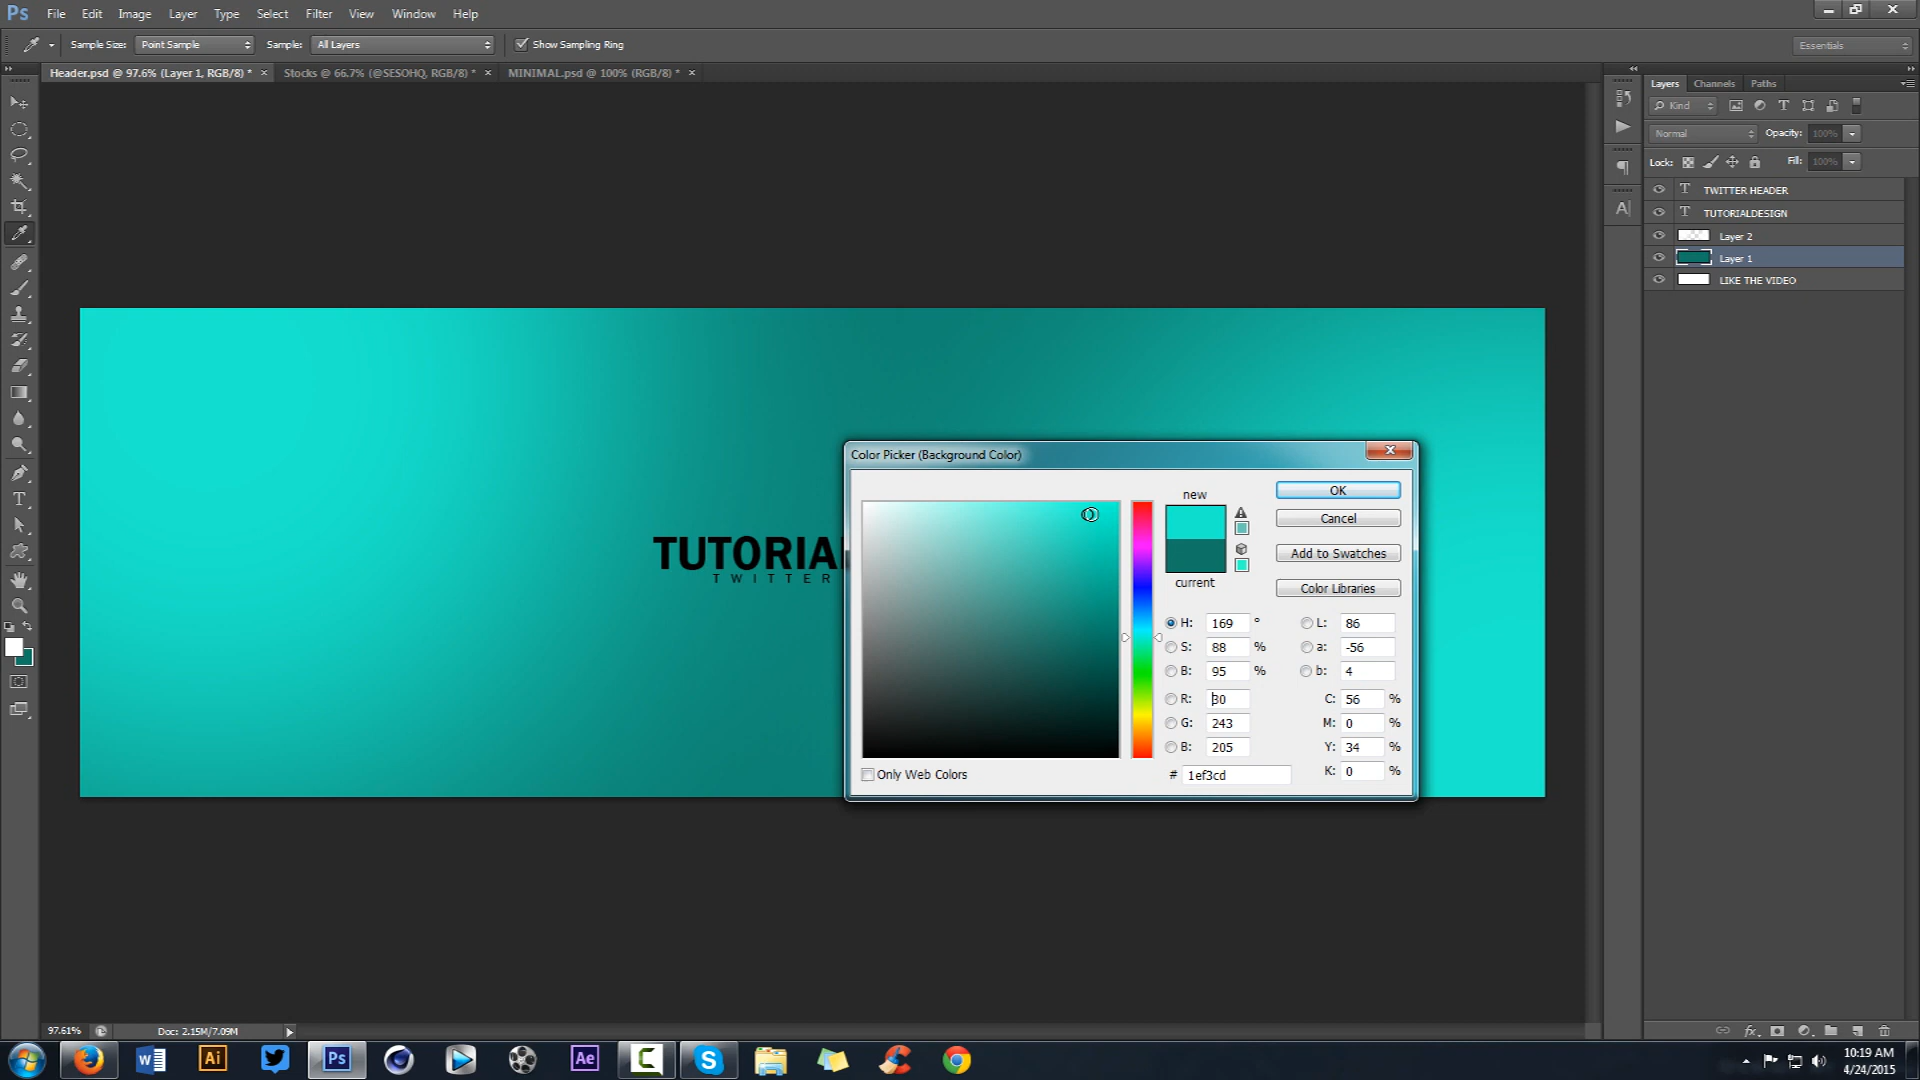 Ps File Edit Image Layer Type Select Filter View Window Help
Sample Size: Point Sample Sample: All Layers Show Sampling Ring Essentials
Header.psd @ 97.6% (Layer 1, RGB/8) * × Stocks @ 66.7% (@SESOHQ, RGB/8) * × MINIMAL.psd @ 100% (RGB/8) * ×
Layers Channels Paths
Kind
Normal Opacity: 100%
Lock: Fill: 100%
TWITTER HEADER
TUTORIALDESIGN
Layer 2
Layer 1
LIKE THE VIDEO
TUTORIAL
TWITTER
Color Picker (Background Color)
new
current
OK
Cancel
Add to Swatches
Color Libraries
H: 169 ° L: 86
S: 88 % a: -56
B: 95 % b: 4
R: 30 C: 56 %
G: 243 M: 0 %
B: 205 Y: 34 %
# 1ef3cd K: 0 %
Only Web Colors
97.61% Doc: 2.15M/7.09M
Ai Ps Ae
10:19 AM
4/24/2015